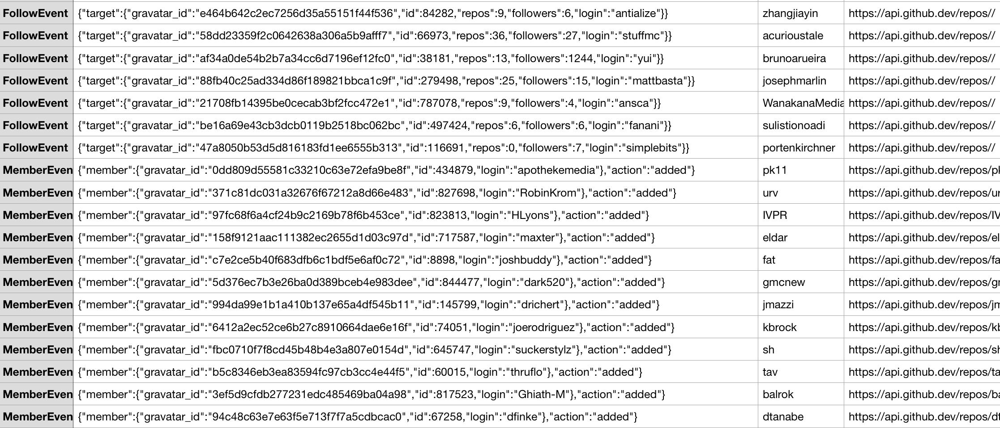 FollowEvent {"target":{"gravatar_id":"e464b642c2ec7256d35a55151f44f536","id":84282,"repos":9,"followers":6,"login":"antialize"}} zhangjiayin https://api.github.dev/repos//
FollowEvent {"target":{"gravatar_id":"58dd23359f2c0642638a306a5b9afff7","id":66973,"repos":36,"followers":27,"login":"stuffmc"}} acurioustale https://api.github.dev/repos//
FollowEvent {"target":{"gravatar_id":"af34a0de54b2b7a34cc6d7196ef12fc0","id":38181,"repos":13,"followers":1244,"login":"yui"}} brunoarueira https://api.github.dev/repos//
FollowEvent {"target":{"gravatar_id":"88fb40c25ad334d86f189821bbca1c9f","id":279498,"repos":25,"followers":15,"login":"mattbasta"}} josephmarlin https://api.github.dev/repos//
FollowEvent {"target":{"gravatar_id":"21708fb14395be0cecab3bf2fcc472e1","id":787078,"repos":9,"followers":4,"login":"ansca"}} WanakanaMedia https://api.github.dev/repos//
FollowEvent {"target":{"gravatar_id":"be16a69e43cb3dcb0119b2518bc062bc","id":497424,"repos":6,"followers":6,"login":"fanani"}} sulistionoadi https://api.github.dev/repos//
FollowEvent {"target":{"gravatar_id":"47a8050b53d5d816183fd1ee6555b313","id":116691,"repos":0,"followers":7,"login":"simplebits"}} portenkirchner https://api.github.dev/repos//
MemberEven {"member":{"gravatar_id":"0dd809d55581c33210c63e72efa9be8f","id":434879,"login":"apothekemedia"},"action":"added"} pk11 https://api.github.dev/repos/pk
MemberEven {"member":{"gravatar_id":"371c81dc031a32676f67212a8d66e483","id":827698,"login":"RobinKrom"},"action":"added"} urv https://api.github.dev/repos/ur
MemberEven {"member":{"gravatar_id":"97fc68f6a4cf24b9c2169b78f6b453ce","id":823813,"login":"HLyons"},"action":"added"} IVPR https://api.github.dev/repos/IV
MemberEven {"member":{"gravatar_id":"158f9121aac111382ec2655d1d03c97d","id":717587,"login":"maxter"},"action":"added"} eldar https://api.github.dev/repos/el
MemberEven {"member":{"gravatar_id":"c7e2ce5b40f683dfb6c1bdf5e6af0c72","id":8898,"login":"joshbuddy"},"action":"added"} fat https://api.github.dev/repos/fa
MemberEven {"member":{"gravatar_id":"5d376ec7b3e26ba0d389bceb4e983dee","id":844477,"login":"dark520"},"action":"added"} gmcnew https://api.github.dev/repos/gm
MemberEven {"member":{"gravatar_id":"994da99e1b1a410b137e65a4df545b11","id":145799,"login":"drichert"},"action":"added"} jmazzi https://api.github.dev/repos/jm
MemberEven {"member":{"gravatar_id":"6412a2ec52ce6b27c8910664dae6e16f","id":74051,"login":"joerodriguez"},"action":"added"} kbrock https://api.github.dev/repos/kb
MemberEven {"member":{"gravatar_id":"fbc0710f7f8cd45b48b4e3a807e0154d","id":645747,"login":"suckerstylz"},"action":"added"} sh https://api.github.dev/repos/sh
MemberEven {"member":{"gravatar_id":"b5c8346eb3ea83594fc97cb3cc4e44f5","id":60015,"login":"thruflo"},"action":"added"} tav https://api.github.dev/repos/ta
MemberEven {"member":{"gravatar_id":"3ef5d9cfdb277231edc485469ba04a98","id":817523,"login":"Ghiath-M"},"action":"added"} balrok https://api.github.dev/repos/ba
MemberEven {"member":{"gravatar_id":"94c48c63e7e63f5e713f7f7a5cdbcac0","id":67258,"login":"dfinke"},"action":"added"} dtanabe https://api.github.dev/repos/dt